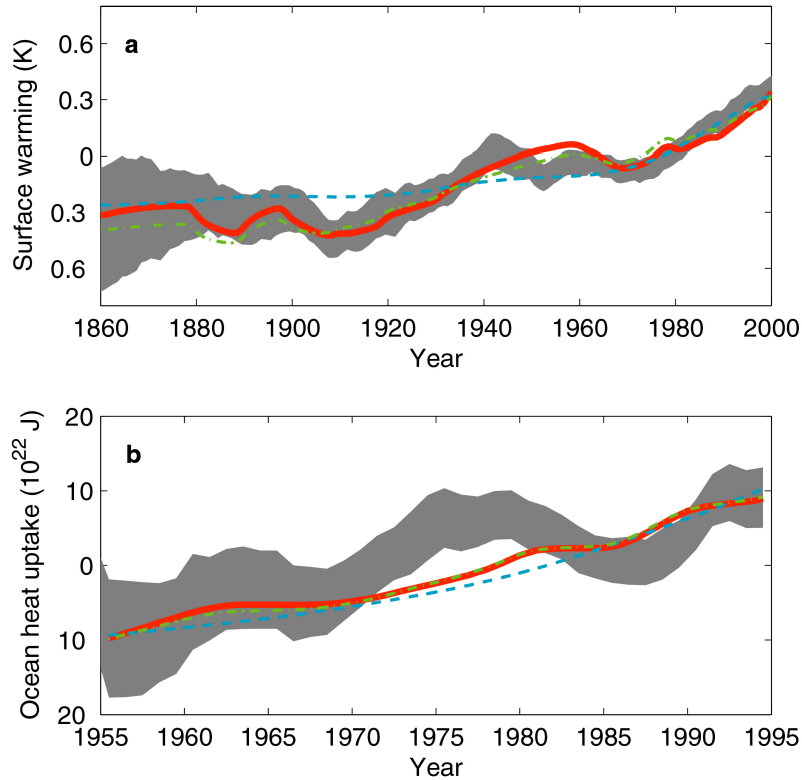 a
Surface warming (K)
0.6
0.3
0
0.3
0.6
1860 1880 1900 1920 1940 1960 1980 2000
Year
b
Ocean heat uptake (10²² J)
20
10
0
10
20
1955 1960 1965 1970 1975 1980 1985 1990 1995
Year